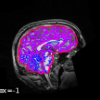 x = -1